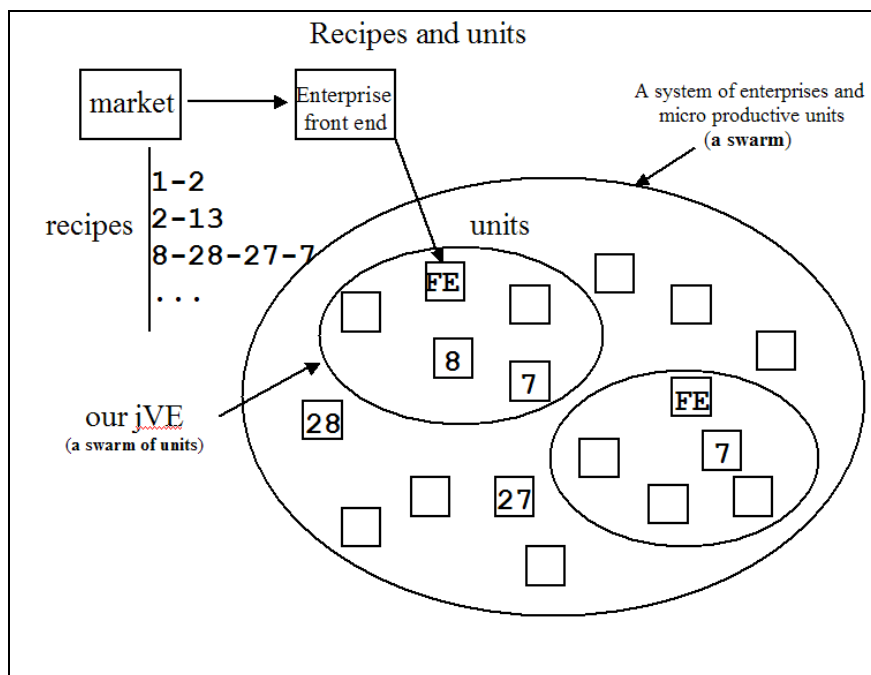 Recipes and units
market
Enterprise
front end
A system of enterprises and
micro productive units
(a swarm)
recipes
1-2
2-13
8-28-27-7
...
units
FE
8
7
our jVE
(a swarm of units)
28
FE
7
27